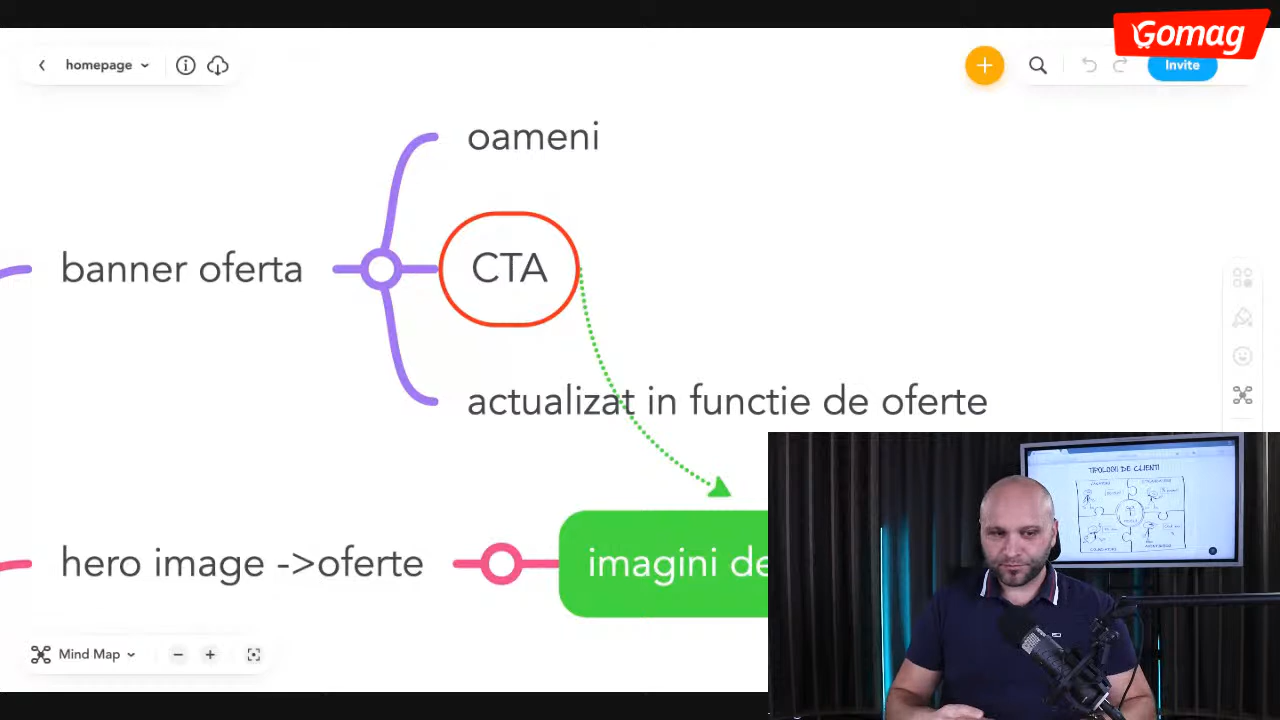 Gomag
homepage
Invite
oameni
banner oferta
CTA
actualizat in functie de oferte
hero image ->oferte
imagini de
TIPOLOGII DE CLIENTI
Mind Map